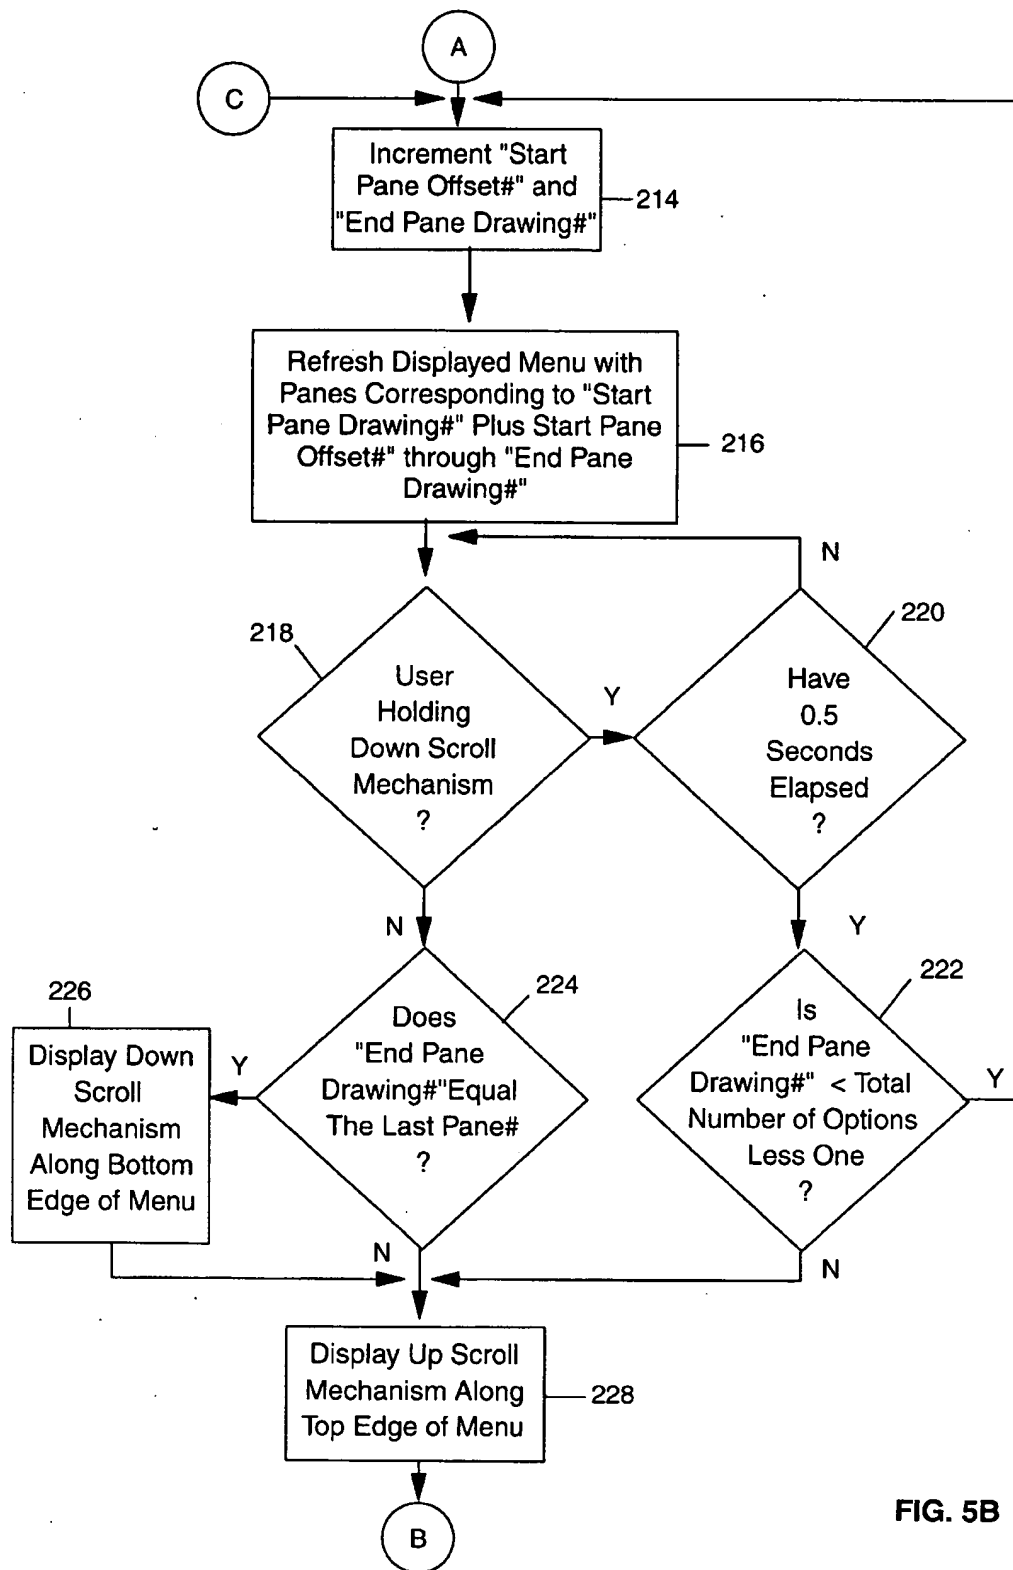 A
C
Increment "Start
Pane Offset#" and
"End Pane Drawing#"
214
Refresh Displayed Menu with
Panes Corresponding to "Start
Pane Drawing#" Plus Start Pane
Offset#" through "End Pane
Drawing#"
216
N
218
User
Holding
Down Scroll
Mechanism
?
Y
220
Have
0.5
Seconds
Elapsed
?
N
Y
226
Display Down
Scroll
Mechanism
Along Bottom
Edge of Menu
Y
224
Does
"End Pane
Drawing#"Equal
The Last Pane#
?
222
Is
"End Pane
Drawing#" < Total
Number of Options
Less One
?
Y
N
N
Display Up Scroll
Mechanism Along
Top Edge of Menu
228
B
FIG. 5B